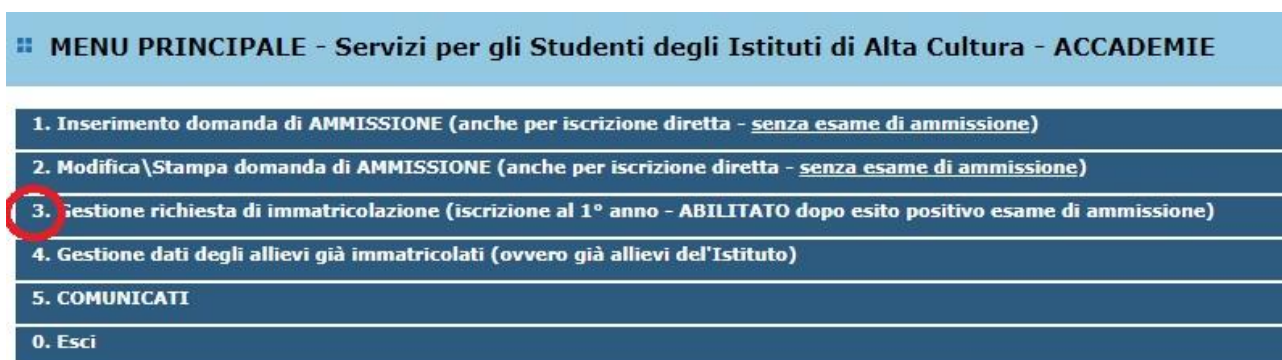 MENU PRINCIPALE - Servizi per gli Studenti degli Istituti di Alta Cultura - ACCADEMIE
1. Inserimento domanda di AMMISSIONE (anche per iscrizione diretta - senza esame di ammissione)
2. Modifica\Stampa domanda di AMMISSIONE (anche per iscrizione diretta - senza esame di ammissione)
3. Gestione richiesta di immatricolazione (iscrizione al 1° anno - ABILITATO dopo esito positivo esame di ammissione)
4. Gestione dati degli allievi già immatricolati (ovvero già allievi del'Istituto)
5. COMUNICATI
0. Esci